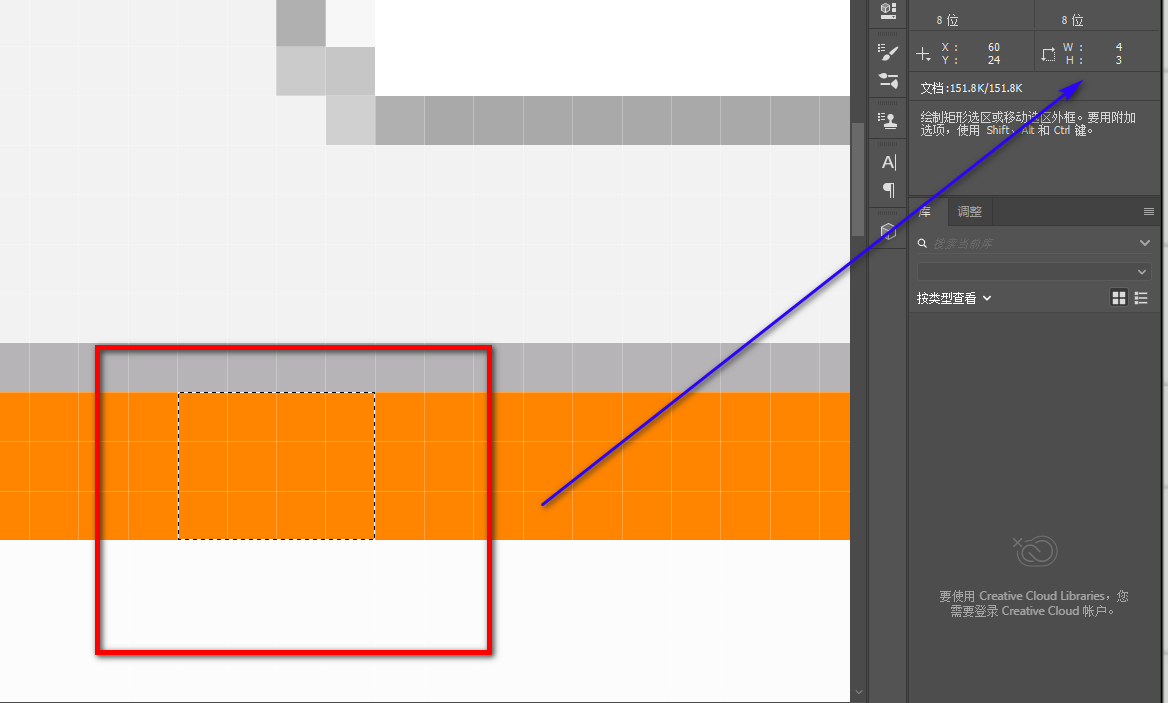 8 位
8 位
X : 60
Y : 24
W : 4
H : 3
文档:151.8K/151.8K
绘制矩形选区或移动选区外框。要用附加
选项，使用 Shift、Alt 和 Ctrl 键。
库 调整
搜索当前库
按类型查看
要使用 Creative Cloud Libraries，您
需要登录 Creative Cloud 帐户。